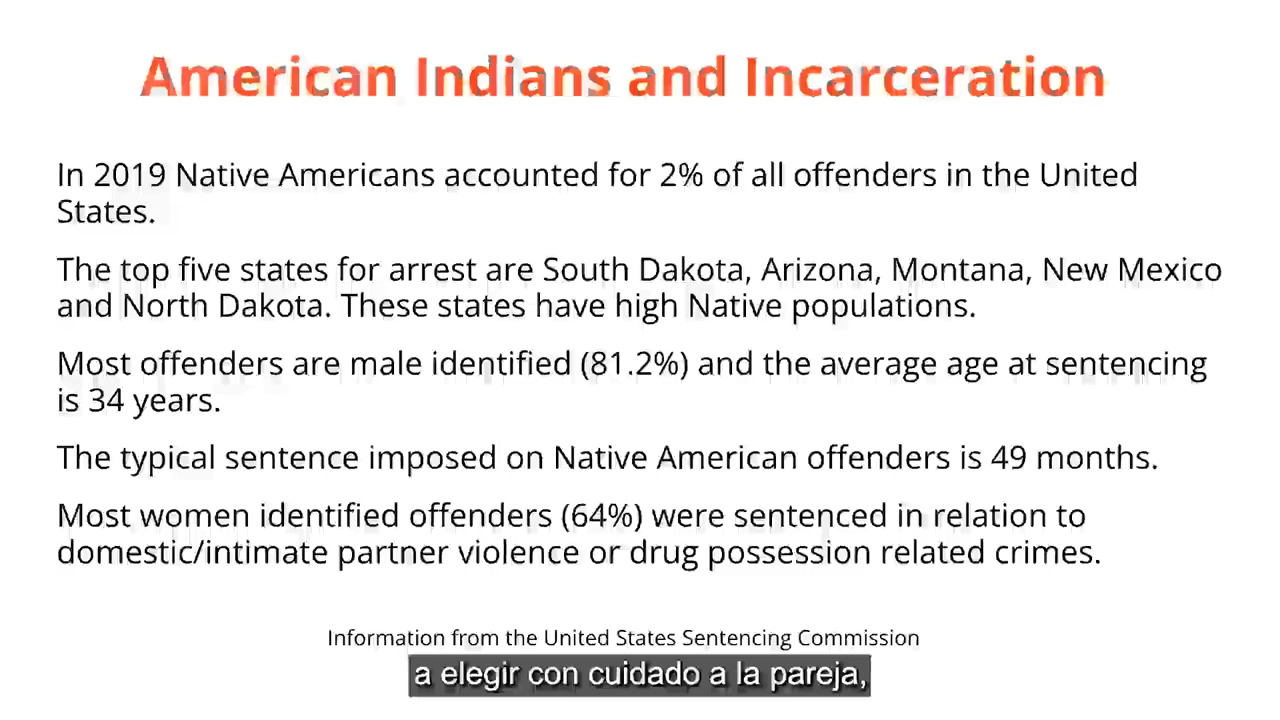 American Indians and Incarceration
In 2019 Native Americans accounted for 2% of all offenders in the United
States.
The top five states for arrest are South Dakota, Arizona, Montana, New Mexico
and North Dakota. These states have high Native populations.
Most offenders are male identified (81.2%) and the average age at sentencing
is 34 years.
The typical sentence imposed on Native American offenders is 49 months.
Most women identified offenders (64%) were sentenced in relation to
domestic/intimate partner violence or drug possession related crimes.
Information from the United States Sentencing Commission
a elegir con cuidado a la pareja,